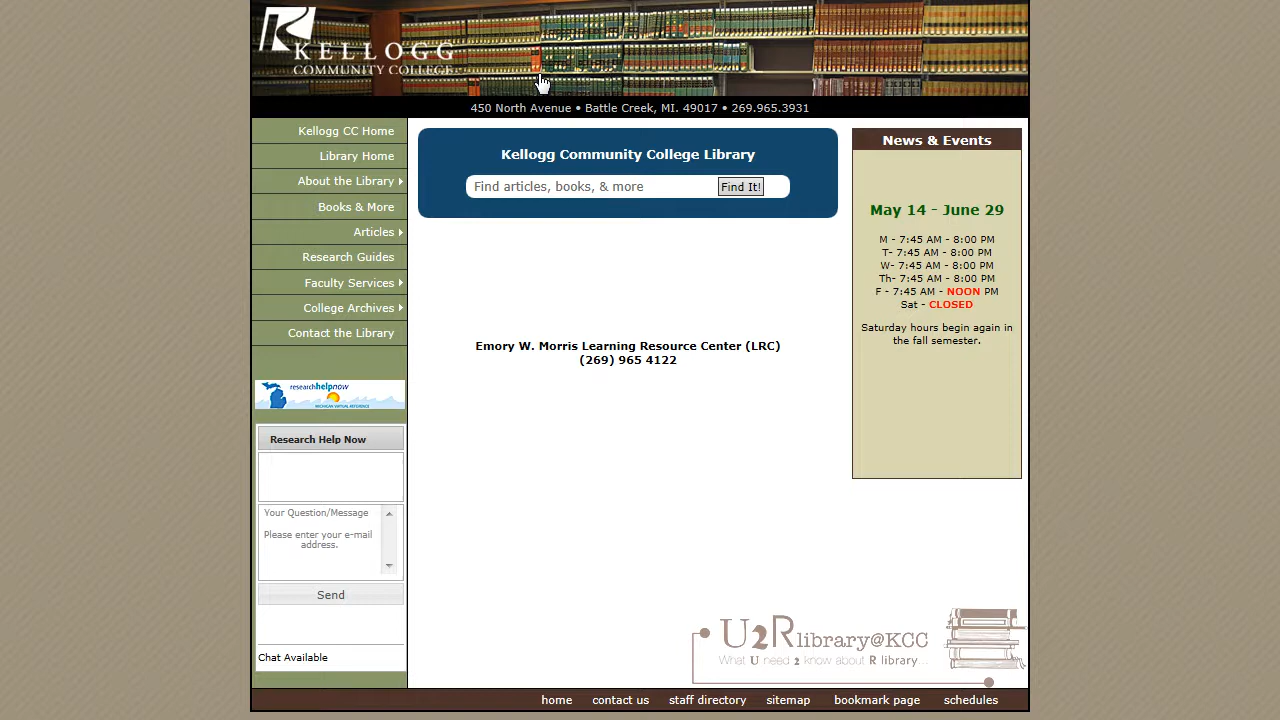 KELLOGG
COMMUNITY COLLEGE
450 North Avenue • Battle Creek, MI. 49017 • 269.965.3931
Kellogg CC Home
Library Home
About the Library
Books & More
Articles
Research Guides
Faculty Services
College Archives
Contact the Library
researchhelpnow
MICHIGAN VIRTUAL REFERENCE
Research Help Now
Your Question/Message
Please enter your e-mail
address.
Send
Chat Available
Kellogg Community College Library
Find articles, books, & more
Find It!
Emory W. Morris Learning Resource Center (LRC)
(269) 965 4122
News & Events
May 14 - June 29
M - 7:45 AM - 8:00 PM
T- 7:45 AM - 8:00 PM
W- 7:45 AM - 8:00 PM
Th- 7:45 AM - 8:00 PM
F - 7:45 AM - NOON PM
Sat - CLOSED
Saturday hours begin again in
the fall semester.
U2Rlibrary@KCC
What U need 2 know about R library...
home contact us staff directory sitemap bookmark page schedules